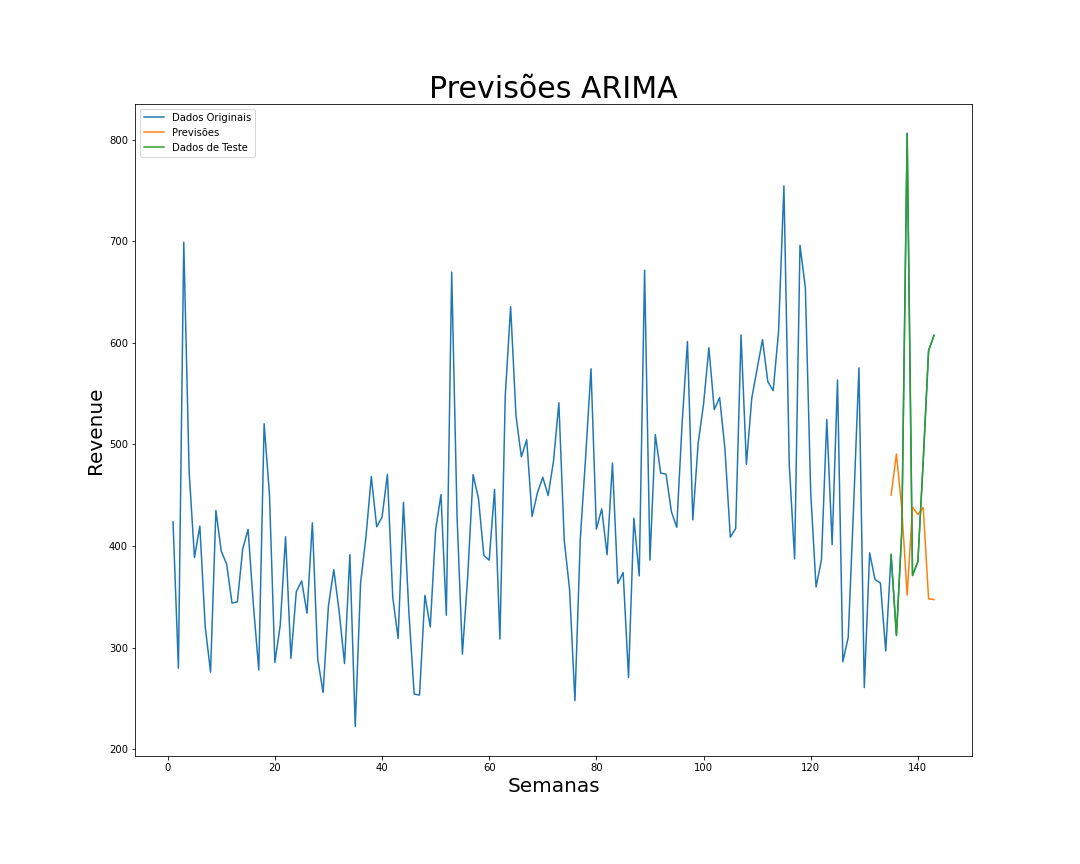 Previsões ARIMA
Dados Originais
Previsões
Dados de Teste
800
700
600
500
400
300
200
Revenue
0 20 40 60 80 100 120 140
Semanas